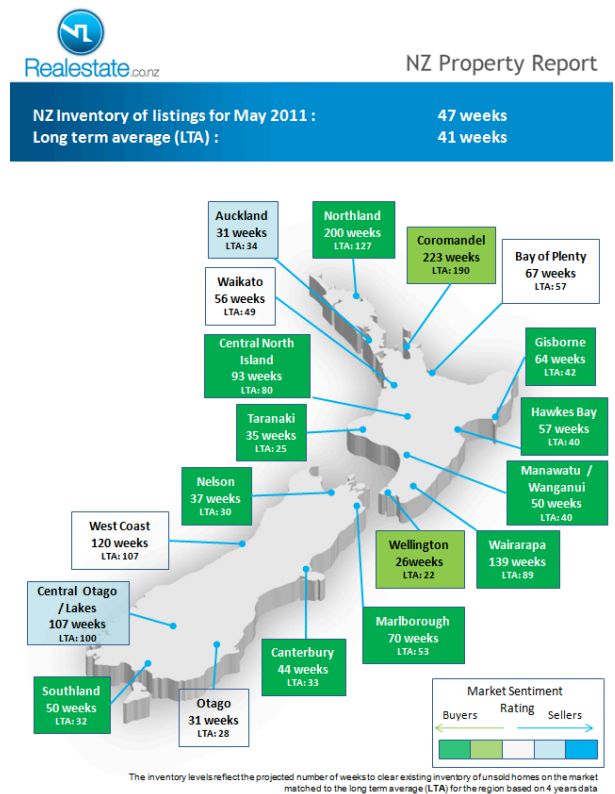 Realestate.co.nz
NZ Property Report
NZ Inventory of listings for May 2011 : 47 weeks
Long term average (LTA) : 41 weeks
Auckland
31 weeks
LTA: 34
Northland
200 weeks
LTA: 127
Coromandel
223 weeks
LTA: 190
Bay of Plenty
67 weeks
LTA: 57
Waikato
56 weeks
LTA: 49
Central North
Island
93 weeks
LTA: 80
Gisborne
64 weeks
LTA: 42
Taranaki
35 weeks
LTA: 25
Hawkes Bay
57 weeks
LTA: 40
Nelson
37 weeks
LTA: 30
Manawatu /
Wanganui
50 weeks
LTA: 40
West Coast
120 weeks
LTA: 107
Wellington
26weeks
LTA: 22
Wairarapa
139 weeks
LTA: 89
Central Otago
/ Lakes
107 weeks
LTA: 100
Marlborough
70 weeks
LTA: 53
Canterbury
44 weeks
LTA: 33
Southland
50 weeks
LTA: 32
Otago
31 weeks
LTA: 28
Market Sentiment
Rating
Buyers Sellers
The inventory levels reflect the projected number of weeks to clear existing inventory of unsold homes on the market
matched to the long term average (LTA) for the region based on 4 years data